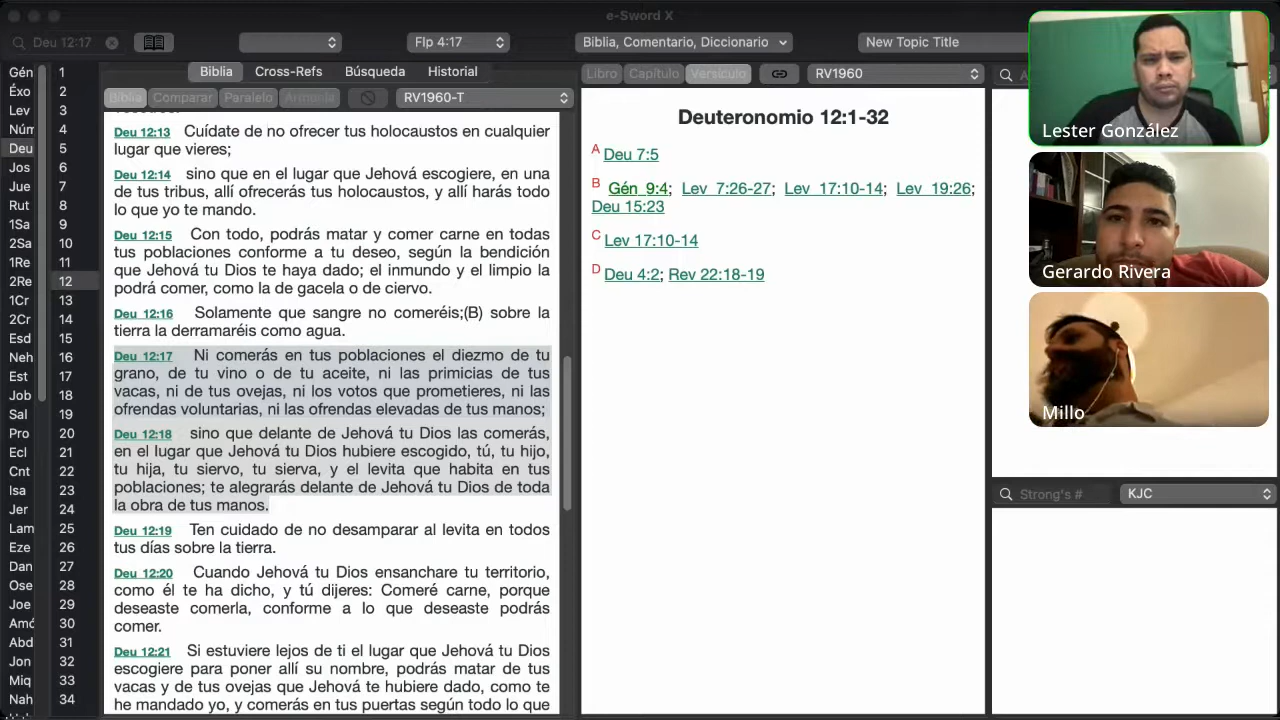 e-Sword X
Deu 12:17
Flp 4:17
Biblia, Comentario, Diccionario
New Topic Title
Gén
Éxo
Lev
Núm
Deu
Jos
Jue
Rut
1Sa
2Sa
1Re
2Re
1Cr
2Cr
Esd
Neh
Est
Job
Sal
Pro
Ecl
Cnt
Isa
Jer
Lam
Eze
Dan
Ose
Joe
Amó
Abd
Jon
Miq
Nah
1
2
3
4
5
6
7
8
9
10
11
12
13
14
15
16
17
18
19
20
21
22
23
24
25
26
27
28
29
30
31
32
33
34
Biblia Cross-Refs Búsqueda Historial
Biblia Comparar Paralelo Armonía RV1960-T
Deu 12:13 Cuídate de no ofrecer tus holocaustos en cualquier
lugar que vieres;
Deu 12:14 sino que en el lugar que Jehová escogiere, en una
de tus tribus, allí ofrecerás tus holocaustos, y allí harás todo
lo que yo te mando.
Deu 12:15 Con todo, podrás matar y comer carne en todas
tus poblaciones conforme a tu deseo, según la bendición
que Jehová tu Dios te haya dado; el inmundo y el limpio la
podrá comer, como la de gacela o de ciervo.
Deu 12:16 Solamente que sangre no comeréis;(B) sobre la
tierra la derramaréis como agua.
Deu 12:17 Ni comerás en tus poblaciones el diezmo de tu
grano, de tu vino o de tu aceite, ni las primicias de tus
vacas, ni de tus ovejas, ni los votos que prometieres, ni las
ofrendas voluntarias, ni las ofrendas elevadas de tus manos;
Deu 12:18 sino que delante de Jehová tu Dios las comerás,
en el lugar que Jehová tu Dios hubiere escogido, tú, tu hijo,
tu hija, tu siervo, tu sierva, y el levita que habita en tus
poblaciones; te alegrarás delante de Jehová tu Dios de toda
la obra de tus manos.
Deu 12:19 Ten cuidado de no desamparar al levita en todos
tus días sobre la tierra.
Deu 12:20 Cuando Jehová tu Dios ensanchare tu territorio,
como él te ha dicho, y tú dijeres: Comeré carne, porque
deseaste comerla, conforme a lo que deseaste podrás
comer.
Deu 12:21 Si estuviere lejos de ti el lugar que Jehová tu Dios
escogiere para poner allí su nombre, podrás matar de tus
vacas y de tus ovejas que Jehová te hubiere dado, como te
he mandado yo, y comerás en tus puertas según todo lo que
Libro Capítulo Versículo RV1960
Deuteronomio 12:1-32
A Deu 7:5
B Gén 9:4; Lev 7:26-27; Lev 17:10-14; Lev 19:26;
Deu 15:23
C Lev 17:10-14
D Deu 4:2; Rev 22:18-19
Lester González
Gerardo Rivera
Millo
Strong's # KJC